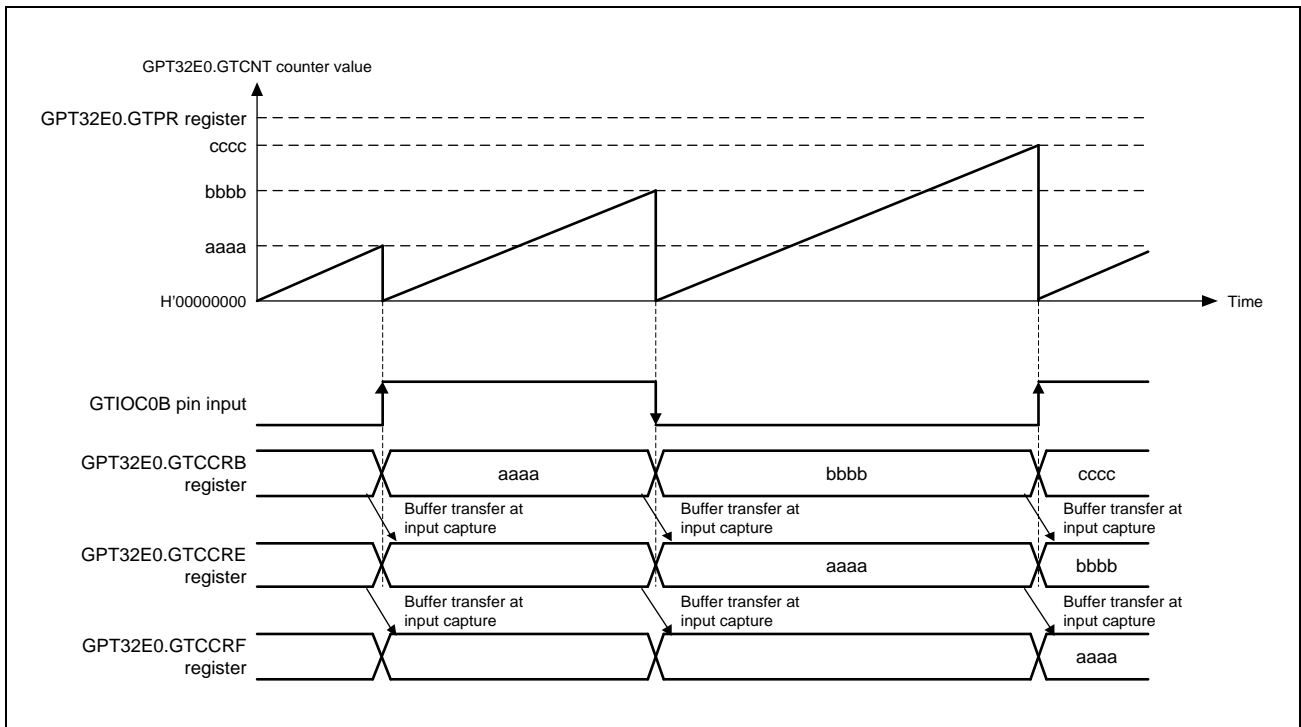 GPT32E0.GTCNT counter value
GPT32E0.GTPR register
cccc
bbbb
aaaa
H'00000000
Time
GTIOC0B pin input
GPT32E0.GTCCRB
register
aaaa
bbbb
cccc
Buffer transfer at
input capture
Buffer transfer at
input capture
Buffer transfer at
input capture
GPT32E0.GTCCRE
register
aaaa
bbbb
Buffer transfer at
input capture
Buffer transfer at
input capture
Buffer transfer at
input capture
GPT32E0.GTCCRF
register
aaaa